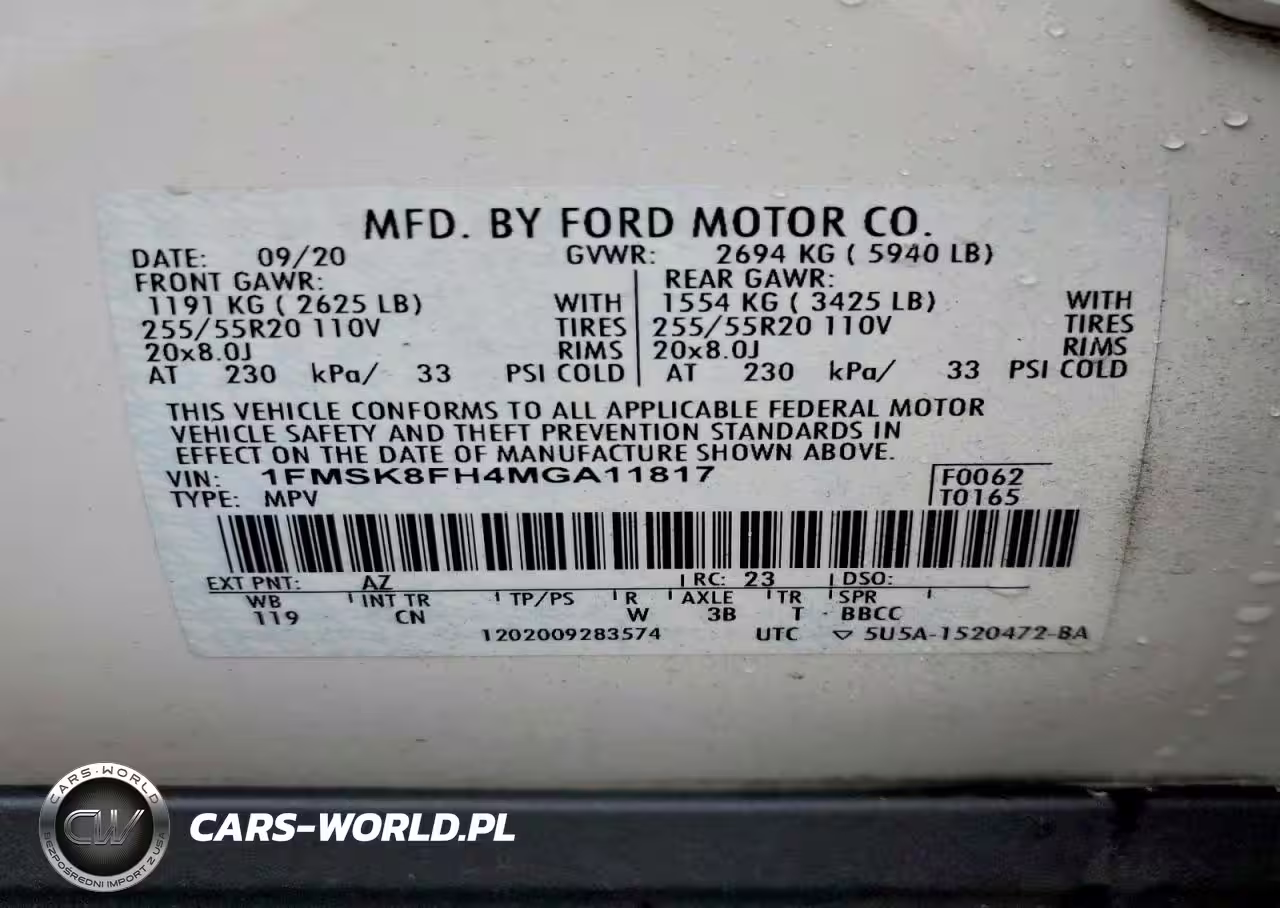 MFD. BY FORD MOTOR CO.
DATE: 09/20 GVWR: 2694 KG ( 5940 LB)
FRONT GAWR: REAR GAWR:
1191 KG ( 2625 LB) WITH 1554 KG ( 3425 LB) WITH
255/55R20 110V TIRES 255/55R20 110V TIRES
20x8.0J RIMS 20x8.0J RIMS
AT 230 kPa/ 33 PSI COLD AT 230 kPa/ 33 PSI COLD
THIS VEHICLE CONFORMS TO ALL APPLICABLE FEDERAL MOTOR
VEHICLE SAFETY AND THEFT PREVENTION STANDARDS IN
EFFECT ON THE DATE OF MANUFACTURE SHOWN ABOVE.
VIN: 1FMSK8FH4MGA11817 F0062
TYPE: MPV T0165
EXT PNT: AZ RC: 23 DSO:
WB INT TR TP/PS R AXLE TR SPR
119 CN W 3B T BBCC
1202009283574 UTC ▽ 5U5A-1520472-BA
CARS-WORLD
CW
BEZPOŚREDNI IMPORT Z USA
CARS-WORLD.PL